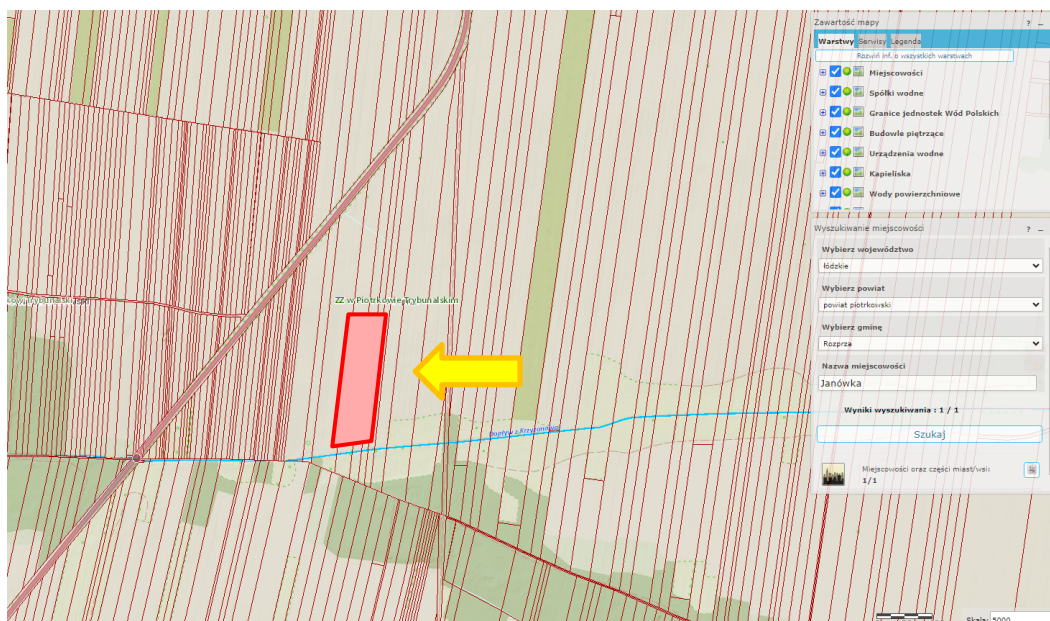 Zawartość mapy
? –
Warstwy Serwisy Legenda
Rozwiń inf. o wszystkich warstwach
Miejscowości
Spółki wodne
Granice jednostek Wód Polskich
Budowle piętrzące
Urządzenia wodne
Kąpieliska
Wody powierzchniowe
Wyszukiwanie miejscowości
? –
Wybierz województwo
łódzkie
Wybierz powiat
powiat piotrkowski
Wybierz gminę
Rozprza
Nazwa miejscowości
Janówka
Wyniki wyszukiwania : 1 / 1
Szukaj
Miejscowości oraz części miast/wsi:
1/1
ZZ w Piotrkowie Trybunalskim
Dopływ z Krzyżanowa
Skala: 5000